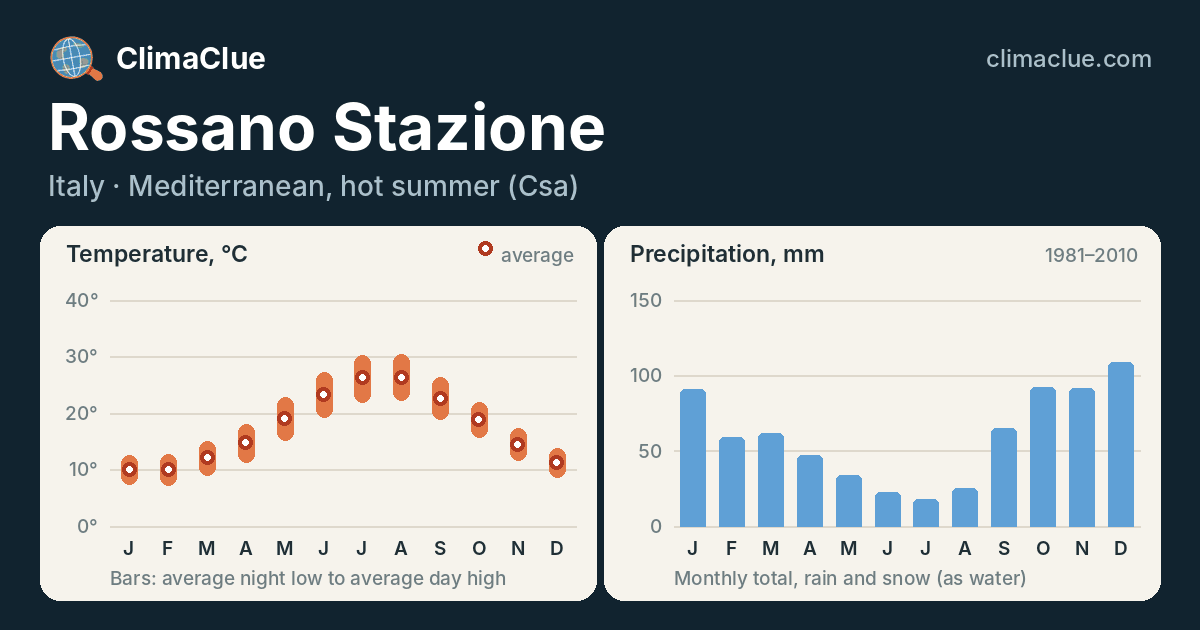 ClimaClue
climaclue.com
Rossano Stazione
Italy · Mediterranean, hot summer (Csa)
Temperature, °C
average
40°
30°
20°
10°
0°
J F M A M J J A S O N D
Bars: average night low to average day high
Precipitation, mm
1981–2010
150
100
50
0
J F M A M J J A S O N D
Monthly total, rain and snow (as water)